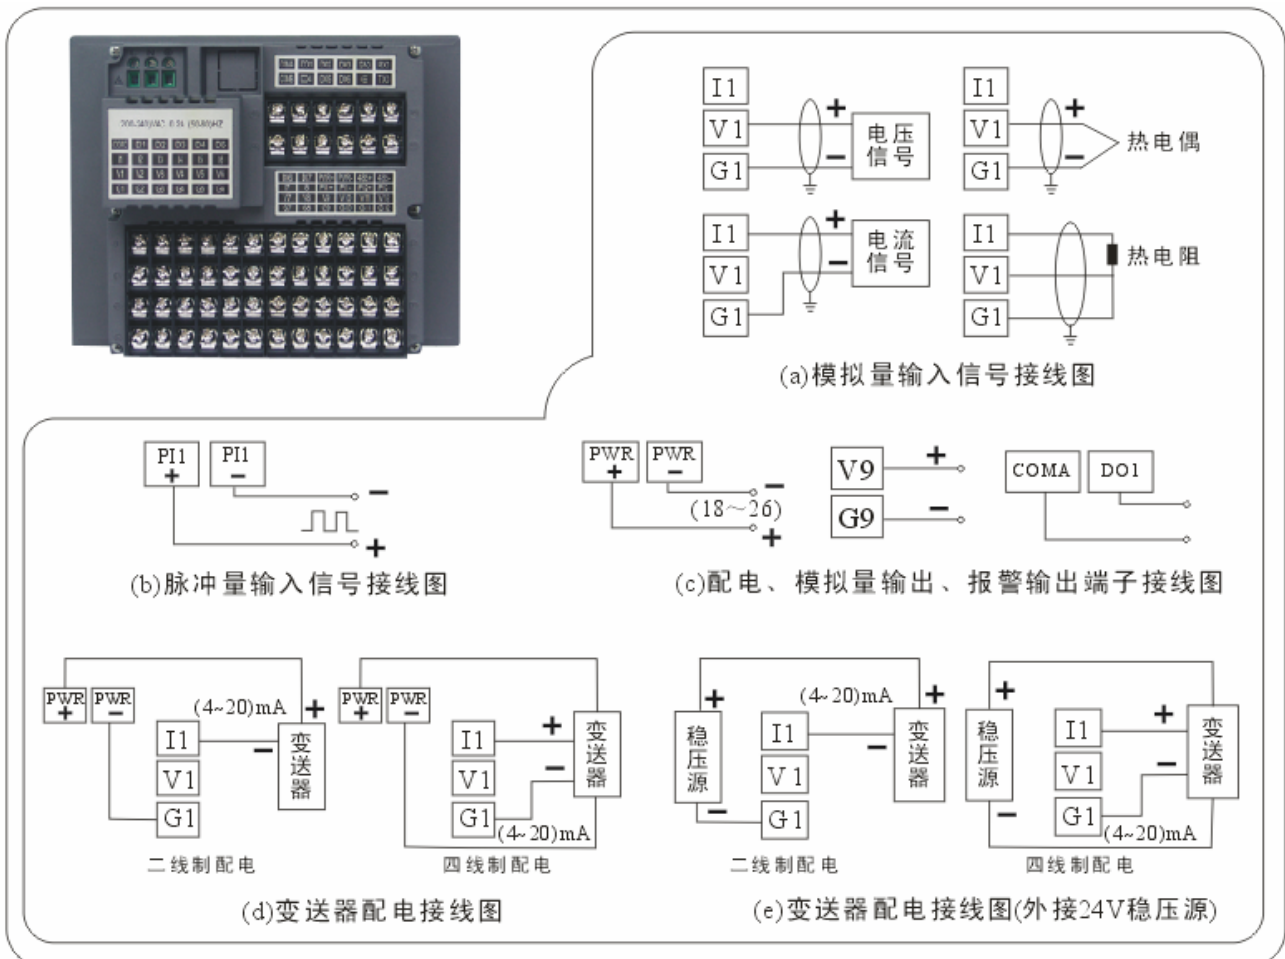 I1
V1
G1
+
−
电压
信号
I1
V1
G1
+
−
热电偶
I1
V1
G1
+
−
电流
信号
I1
V1
G1
热电阻
(a)模拟量输入信号接线图
PI1
+
PI1
−
−
+
(b)脉冲量输入信号接线图
PWR
+
PWR
−
−
(18～26)
+
V9
G9
+
−
COMA
DO1
(c)配电、模拟量输出、报警输出端子接线图
PWR
+
PWR
−
(4~20)mA
+
−
I1
V1
G1
变送器
二线制配电
PWR
+
PWR
−
I1
V1
G1
+
−
(4~20)mA
变送器
四线制配电
(d)变送器配电接线图
+
稳压源
−
(4~20)mA
+
−
I1
V1
G1
变送器
二线制配电
+
稳压源
−
I1
V1
G1
+
−
(4~20)mA
变送器
四线制配电
(e)变送器配电接线图(外接24V稳压源)